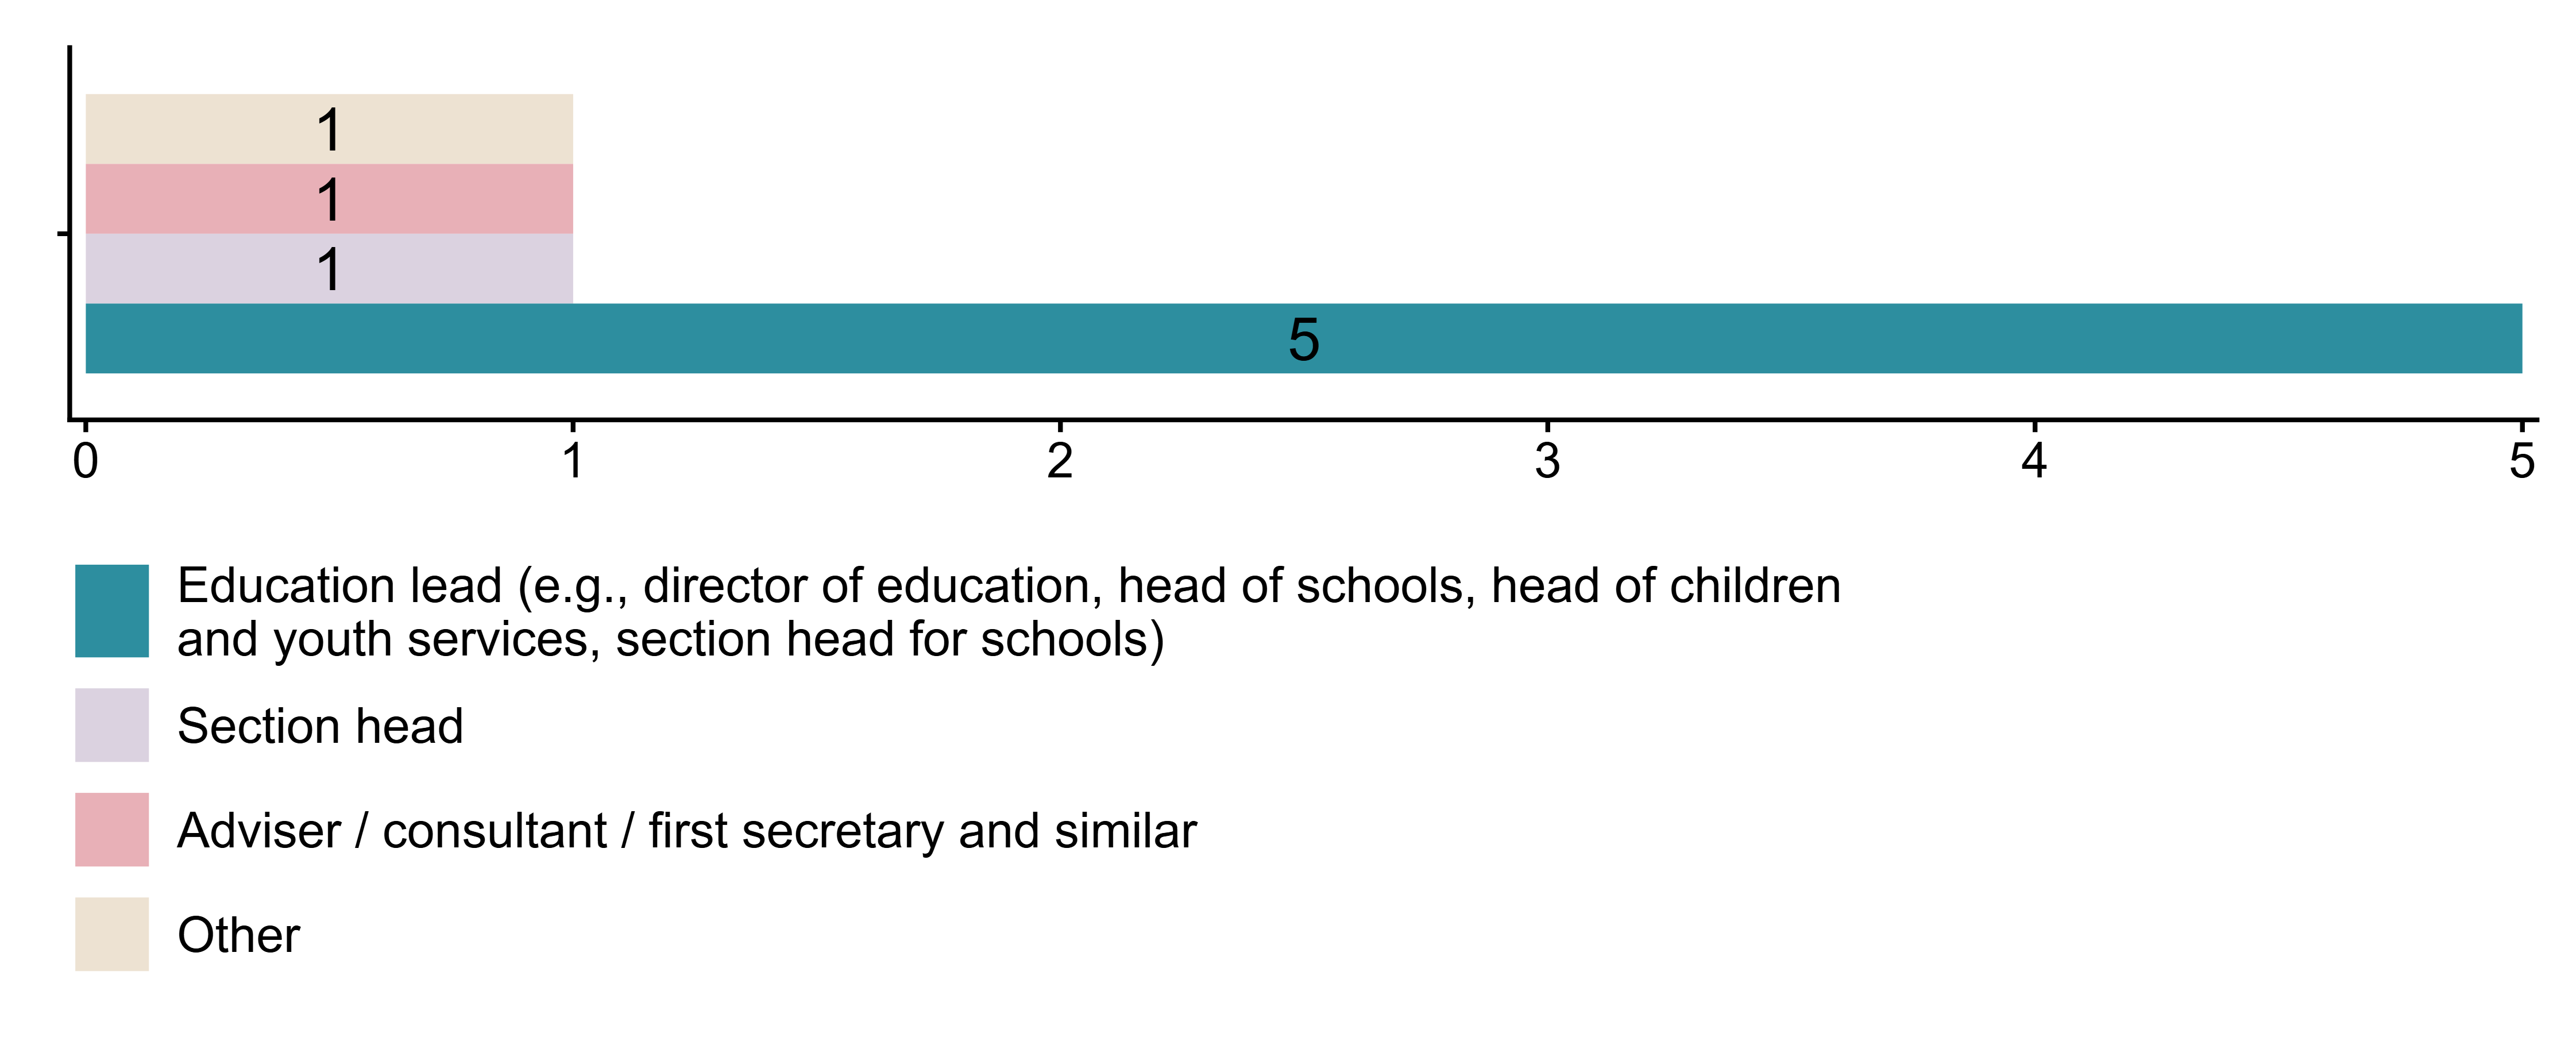 1
1
1
5
0 1 2 3 4 5
Education lead (e.g., director of education, head of schools, head of children
and youth services, section head for schools)
Section head
Adviser / consultant / first secretary and similar
Other